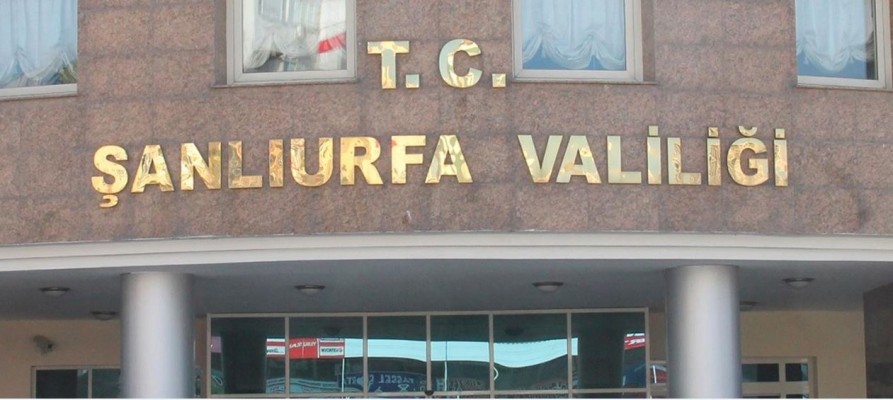 T. C.
ŞANLIURFA VALİLİĞİ